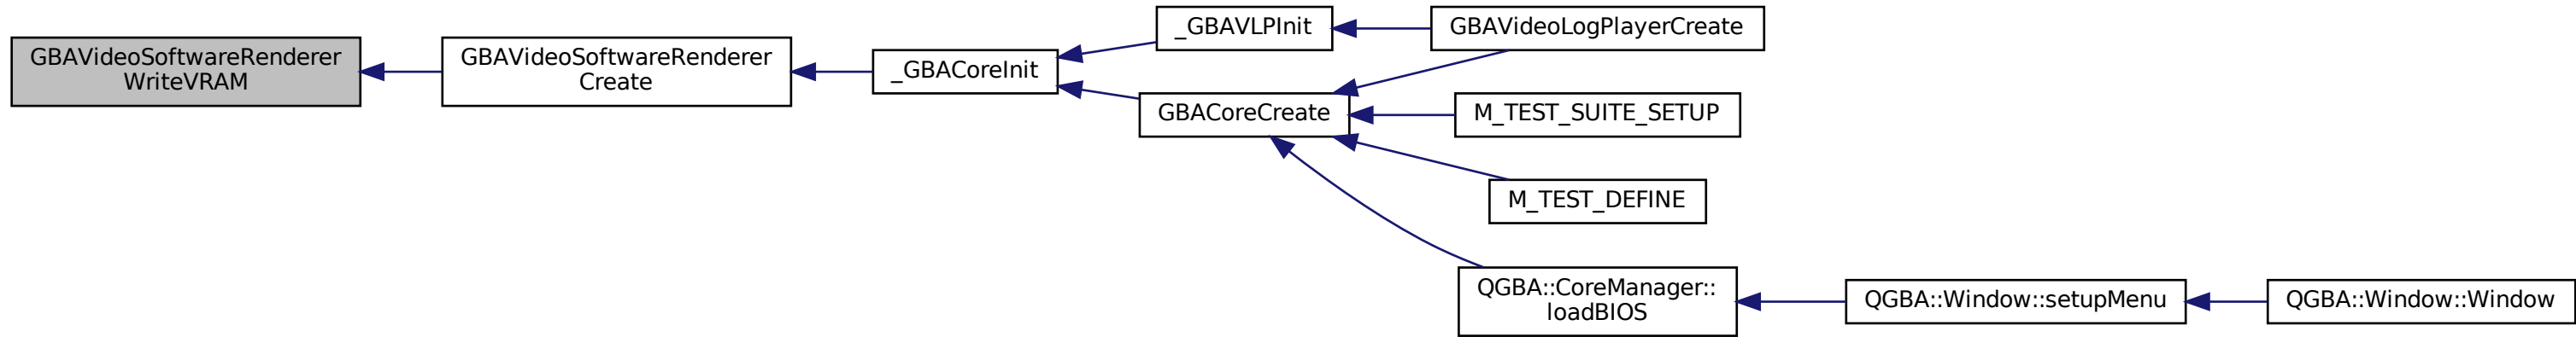 GBAVideoSoftwareRenderer
WriteVRAM
GBAVideoSoftwareRenderer
Create
_GBACoreInit
_GBAVLPInit
GBAVideoLogPlayerCreate
GBACoreCreate
M_TEST_SUITE_SETUP
M_TEST_DEFINE
QGBA::CoreManager::
loadBIOS
QGBA::Window::setupMenu
QGBA::Window::Window